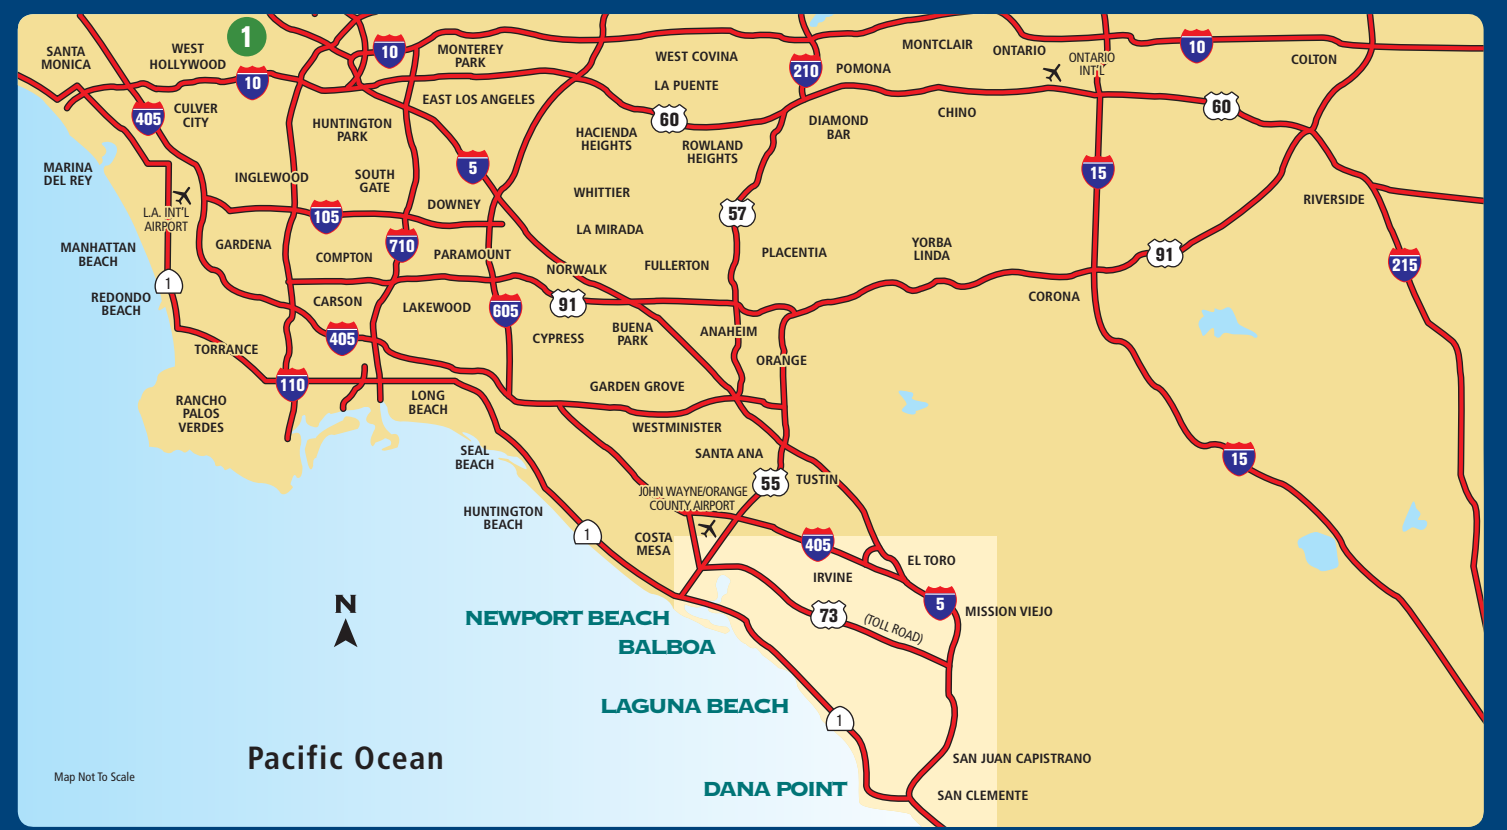 1
SANTA
MONICA
WEST
HOLLYWOOD
10
10
MONTEREY
PARK
WEST COVINA
210
POMONA
MONTCLAIR
ONTARIO
ONTARIO
INT'L
10
COLTON
405
CULVER
CITY
HUNTINGTON
PARK
EAST LOS ANGELES
LA PUENTE
60
HACIENDA
HEIGHTS
ROWLAND
HEIGHTS
DIAMOND
BAR
CHINO
60
MARINA
DEL REY
INGLEWOOD
SOUTH
GATE
5
WHITTIER
15
RIVERSIDE
L.A. INT'L
AIRPORT
105
DOWNEY
57
MANHATTAN
BEACH
GARDENA
COMPTON
710
PARAMOUNT
LA MIRADA
NORWALK
FULLERTON
PLACENTIA
YORBA
LINDA
91
215
1
REDONDO
BEACH
CARSON
LAKEWOOD
605
91
CORONA
405
CYPRESS
BUENA
PARK
ANAHEIM
TORRANCE
ORANGE
110
RANCHO
PALOS
VERDES
LONG
BEACH
GARDEN GROVE
WESTMINISTER
SEAL
BEACH
SANTA ANA
15
55
TUSTIN
JOHN WAYNE/ORANGE
COUNTY AIRPORT
HUNTINGTON
BEACH
1
COSTA
MESA
405
EL TORO
IRVINE
N
5
MISSION VIEJO
NEWPORT BEACH
73
(TOLL ROAD)
BALBOA
LAGUNA BEACH
1
Pacific Ocean
SAN JUAN CAPISTRANO
Map Not To Scale
DANA POINT
SAN CLEMENTE